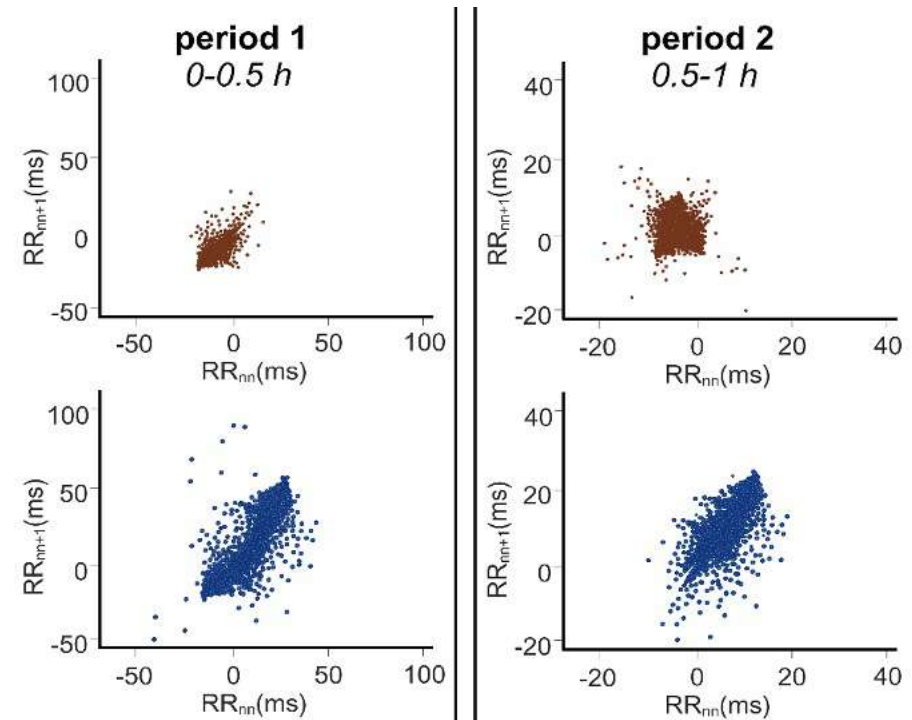 period 1
0-0.5 h
100
50
0
-50
RRnn+1(ms)
-50 0 50 100
RRnn(ms)
period 2
0.5-1 h
40
20
0
-20
RRnn+1(ms)
-20 0 20 40
RRnn(ms)
100
50
0
-50
RRnn+1(ms)
-50 0 50 100
RRnn(ms)
40
20
0
-20
RRnn+1(ms)
-20 0 20 40
RRnn(ms)